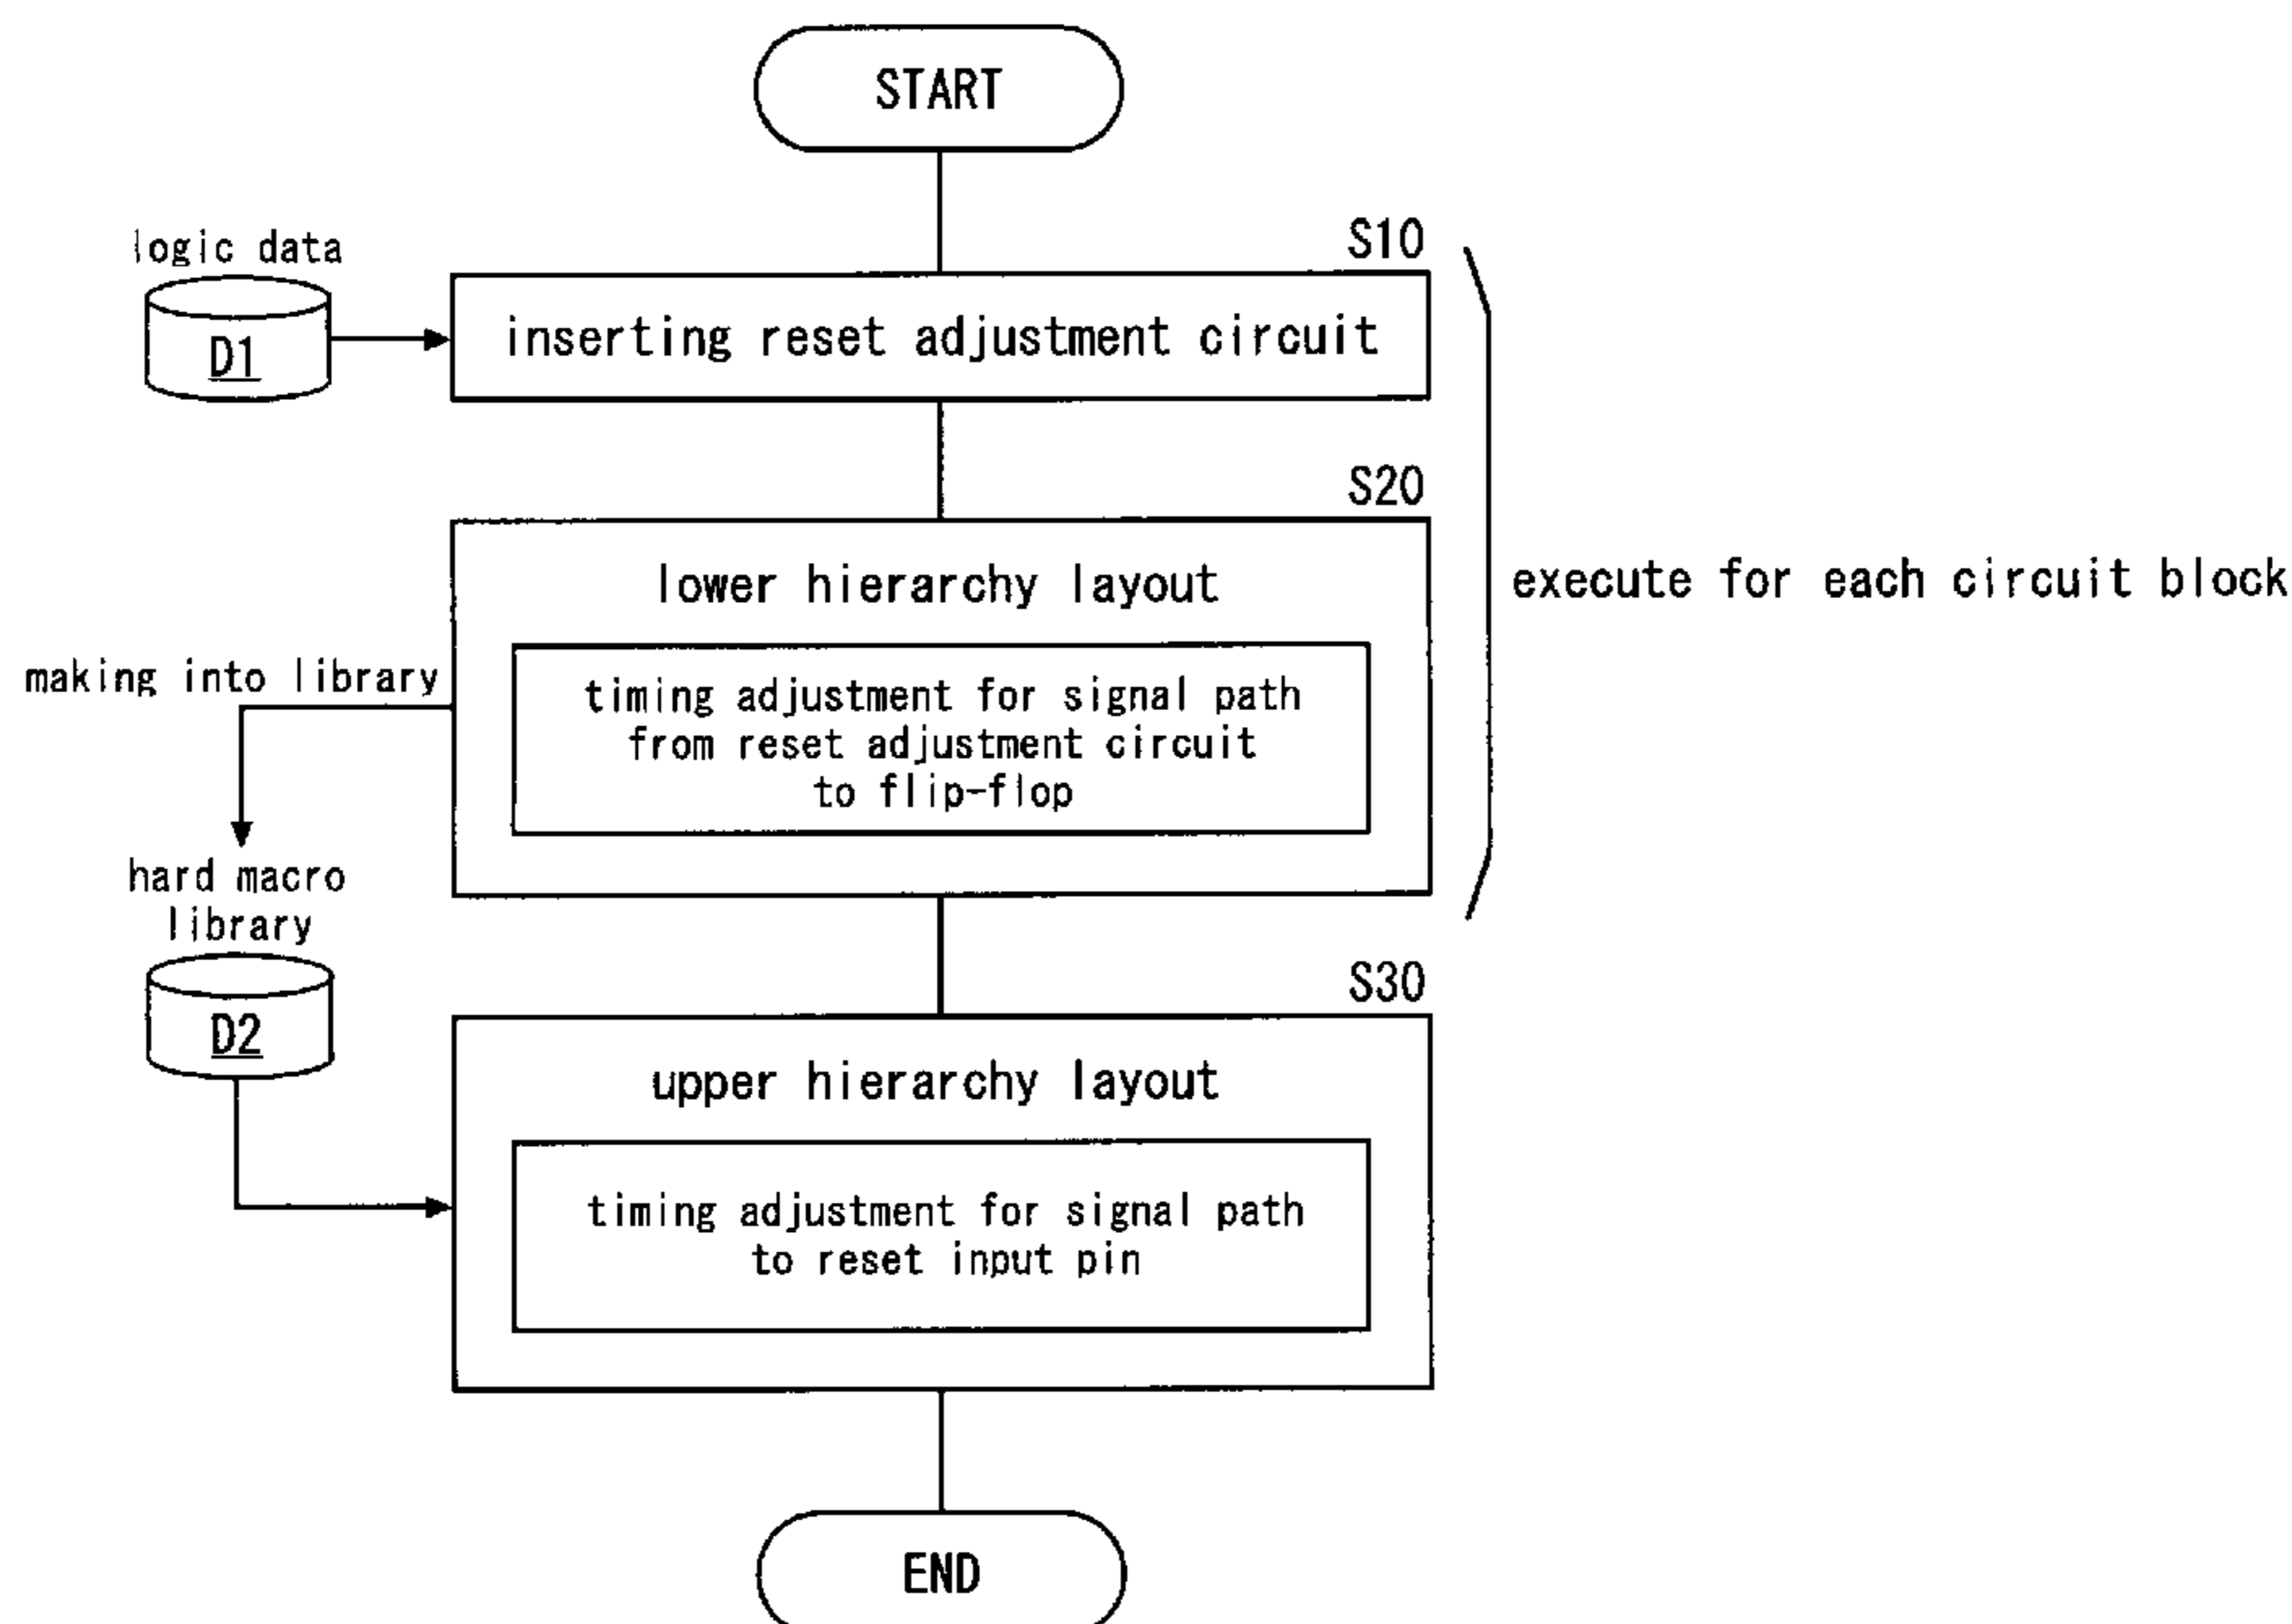 START
logic data
D1
S10
inserting reset adjustment circuit
S20
lower hierarchy layout
execute for each circuit block
making into library
timing adjustment for signal path
from reset adjustment circuit
to flip-flop
hard macro
library
D2
S30
upper hierarchy layout
timing adjustment for signal path
to reset input pin
END